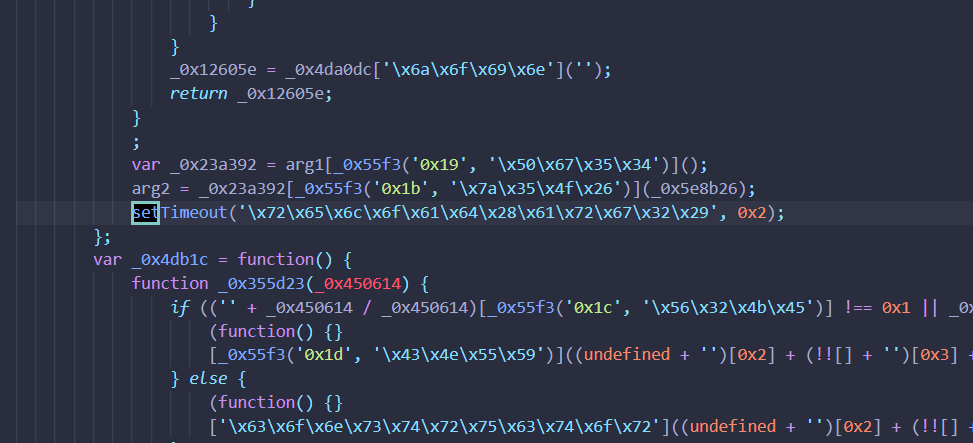 }
}
}
_0x12605e = _0x4da0dc['\x6a\x6f\x69\x6e']('');
return _0x12605e;
}
;
var _0x23a392 = arg1[_0x55f3('0x19', '\x50\x67\x35\x34')]();
arg2 = _0x23a392[_0x55f3('0x1b', '\x7a\x35\x4f\x26')](_0x5e8b26);
setTimeout('\x72\x65\x6c\x6f\x61\x64\x28\x61\x72\x67\x32\x29', 0x2);
};
var _0x4db1c = function() {
function _0x355d23(_0x450614) {
if (('' + _0x450614 / _0x450614)[_0x55f3('0x1c', '\x56\x32\x4b\x45')] !== 0x1 || _0x
(function() {}
[_0x55f3('0x1d', '\x43\x4e\x55\x59')]((undefined + '')[0x2] + (!![] + '')[0x3] +
} else {
(function() {}
['\x63\x6f\x6e\x73\x74\x72\x75\x63\x74\x6f\x72']((undefined + '')[0x2] + (!![] +